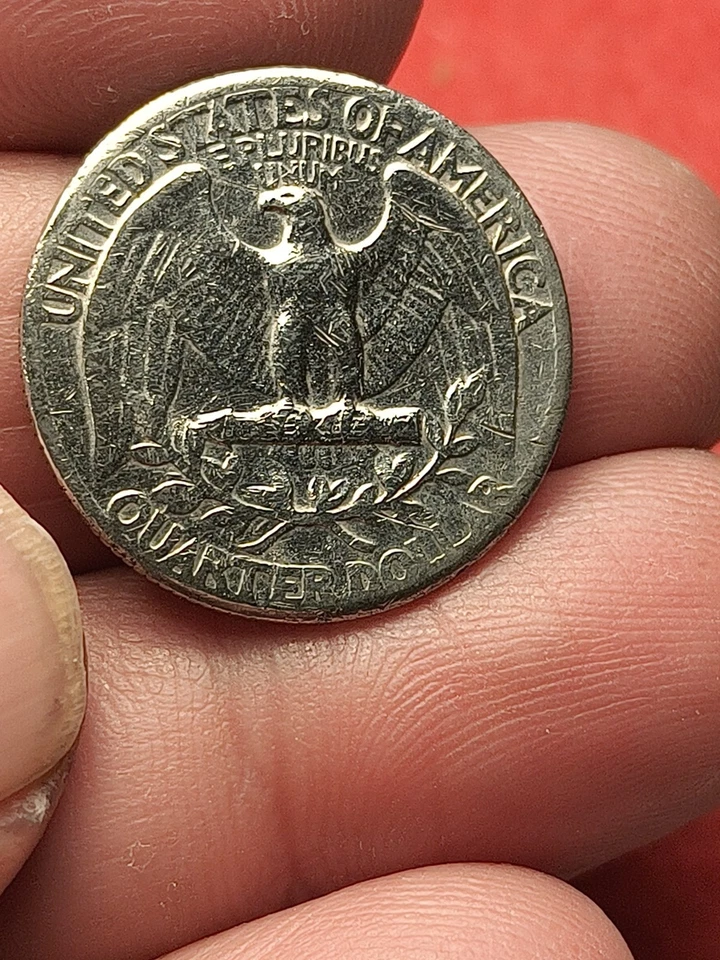 UNITED STATES OF AMERICA
E PLURIBUS
UNUM
QUARTER DOLLAR